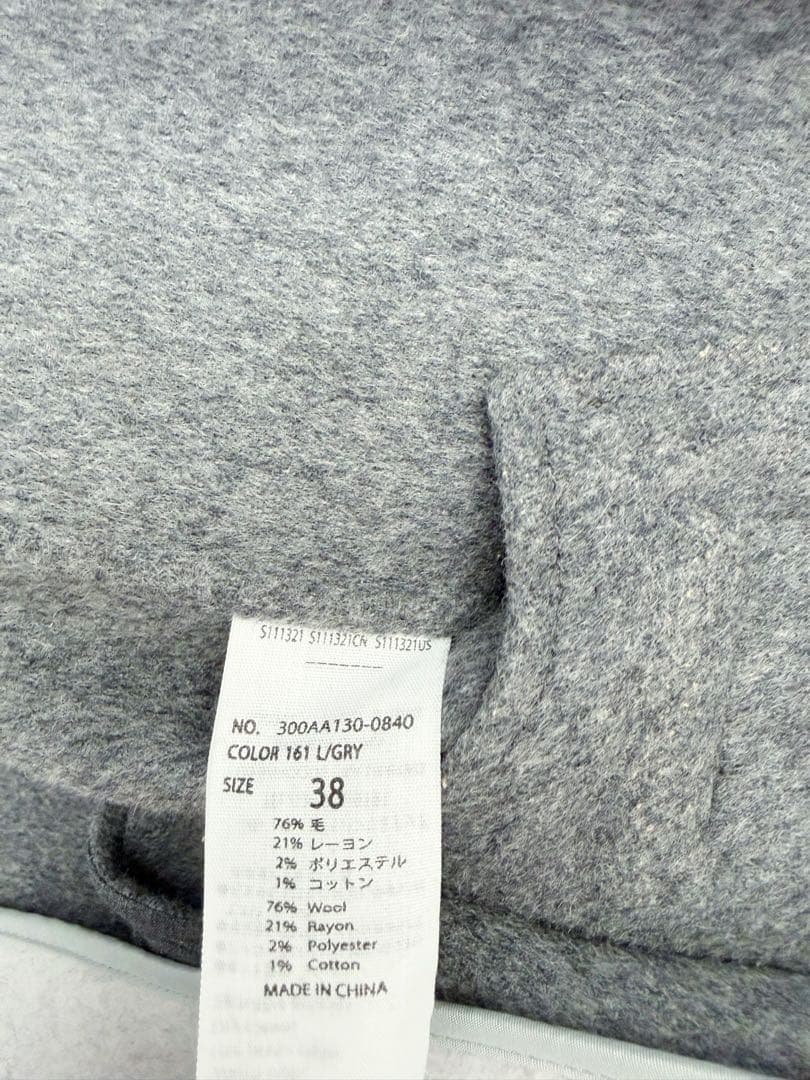 S111321 S111321CN S111321US
-------
NO. 300AA130-0840
COLOR 161 L/GRY
SIZE 38
76% 毛
21% レーヨン
2% ポリエステル
1% コットン
76% Wool
21% Rayon
2% Polyester
1% Cotton
MADE IN CHINA